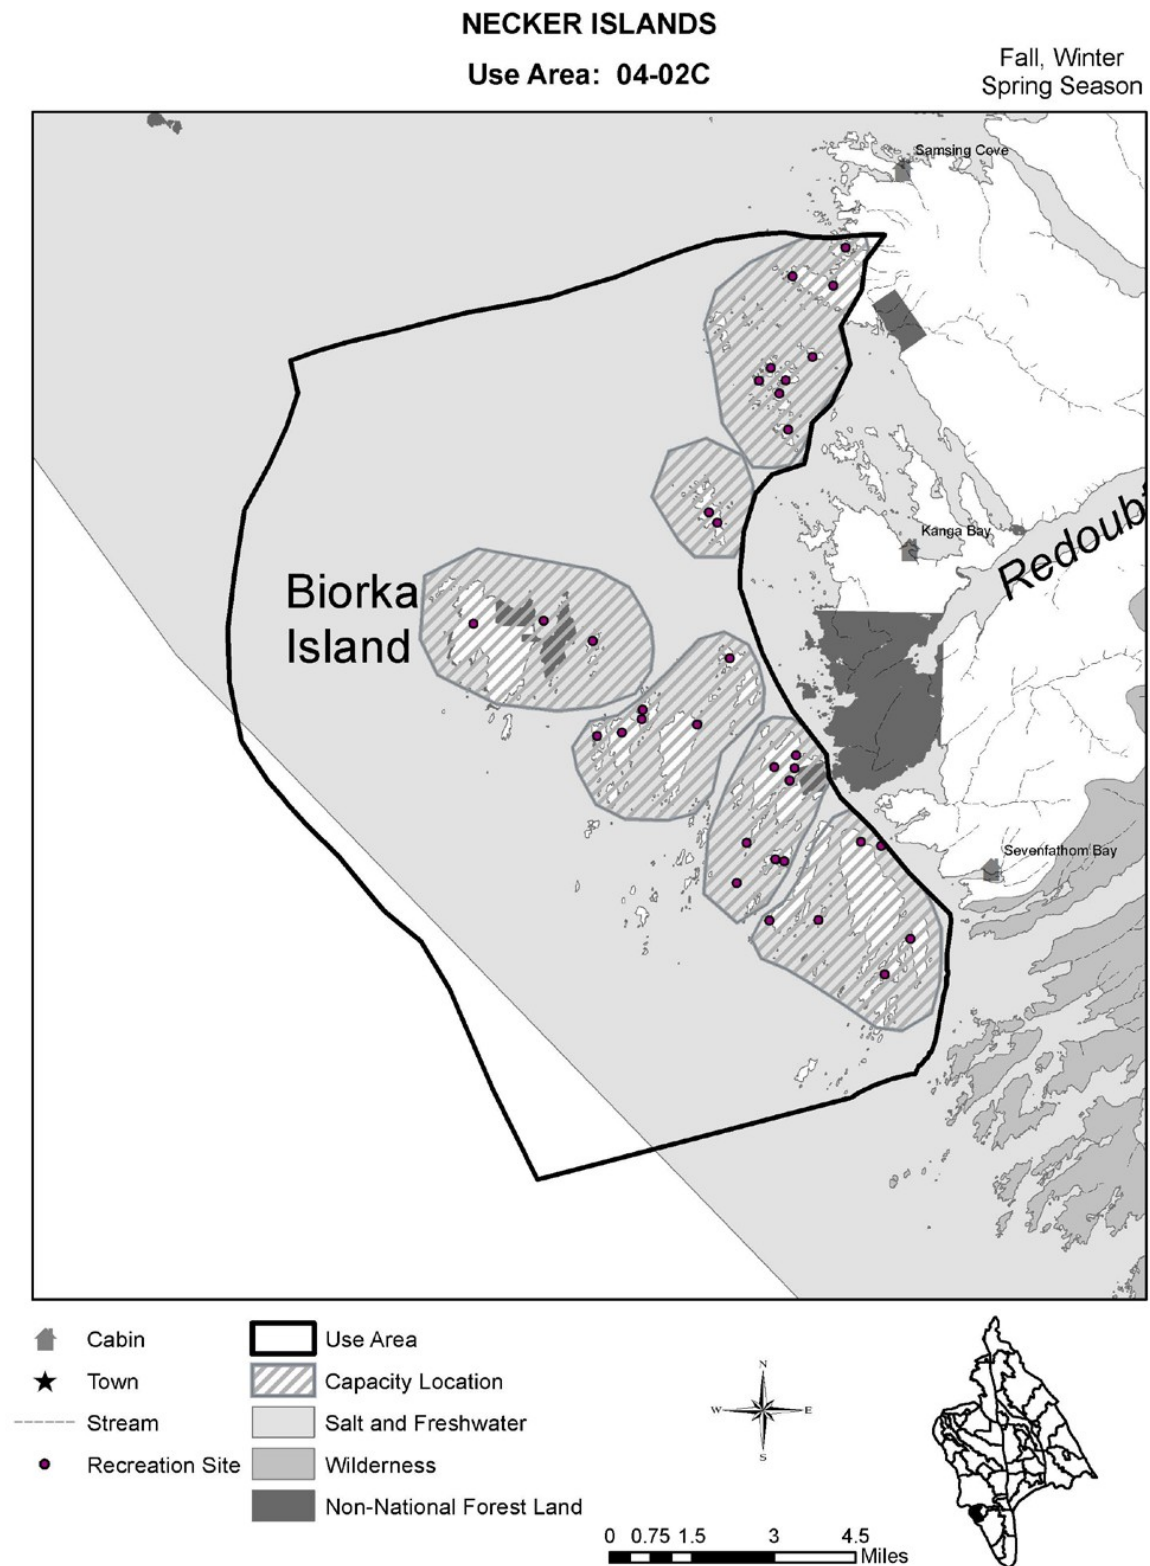 NECKER ISLANDS
Use Area: 04-02C
Fall, Winter
Spring Season
Samsing Cove
Kanga Bay
Redoub
Biorka
Island
Sevenfathom Bay
Cabin
Town
Stream
Recreation Site
Use Area
Capacity Location
Salt and Freshwater
Wilderness
Non-National Forest Land
N
W E
S
0 0.75 1.5 3 4.5
Miles